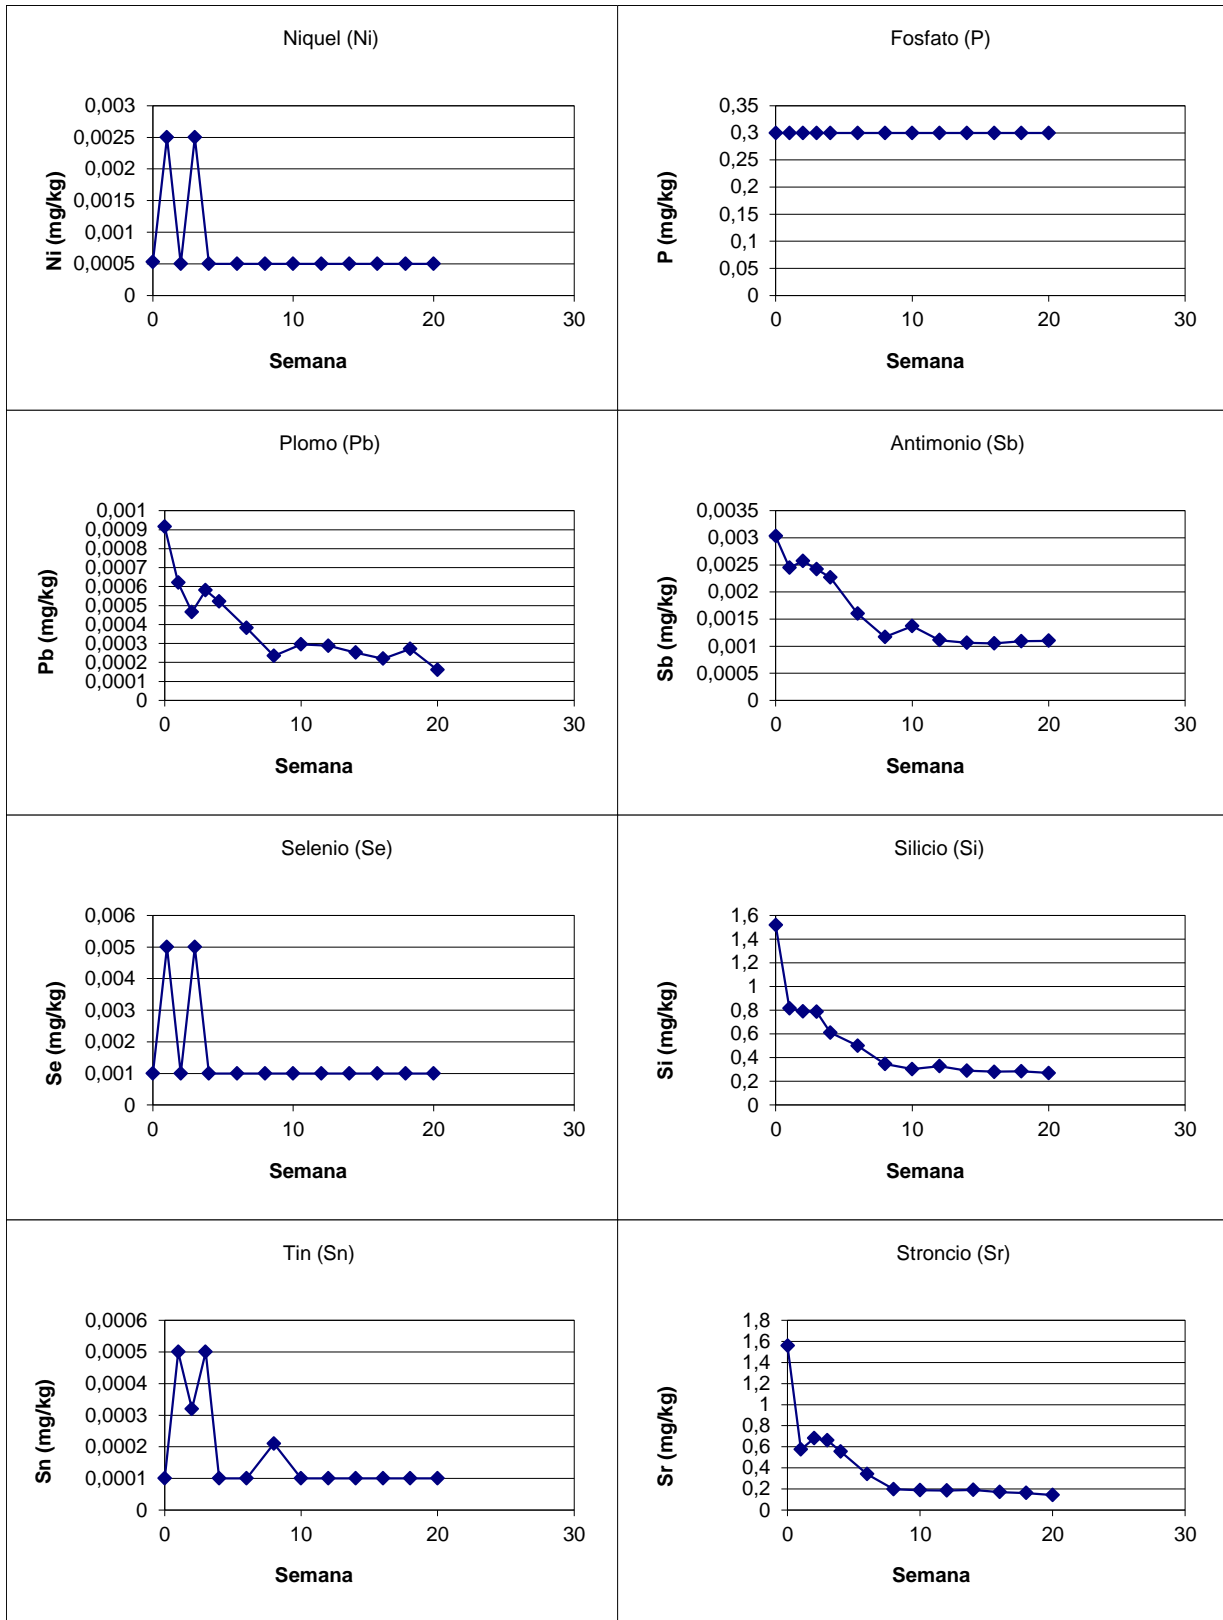 Niquel (Ni)
0,003
0,0025
0,002
0,0015
0,001
0,0005
0
Ni (mg/kg)
0 10 20 30
Semana
Fosfato (P)
0,35
0,3
0,25
0,2
0,15
0,1
0,05
0
P (mg/kg)
0 10 20 30
Semana
Plomo (Pb)
0,001
0,0009
0,0008
0,0007
0,0006
0,0005
0,0004
0,0003
0,0002
0,0001
0
Pb (mg/kg)
0 10 20 30
Semana
Antimonio (Sb)
0,0035
0,003
0,0025
0,002
0,0015
0,001
0,0005
0
Sb (mg/kg)
0 10 20 30
Semana
Selenio (Se)
0,006
0,005
0,004
0,003
0,002
0,001
0
Se (mg/kg)
0 10 20 30
Semana
Silicio (Si)
1,6
1,4
1,2
1
0,8
0,6
0,4
0,2
0
Si (mg/kg)
0 10 20 30
Semana
Tin (Sn)
0,0006
0,0005
0,0004
0,0003
0,0002
0,0001
0
Sn (mg/kg)
0 10 20 30
Semana
Stroncio (Sr)
1,8
1,6
1,4
1,2
1
0,8
0,6
0,4
0,2
0
Sr (mg/kg)
0 10 20 30
Semana